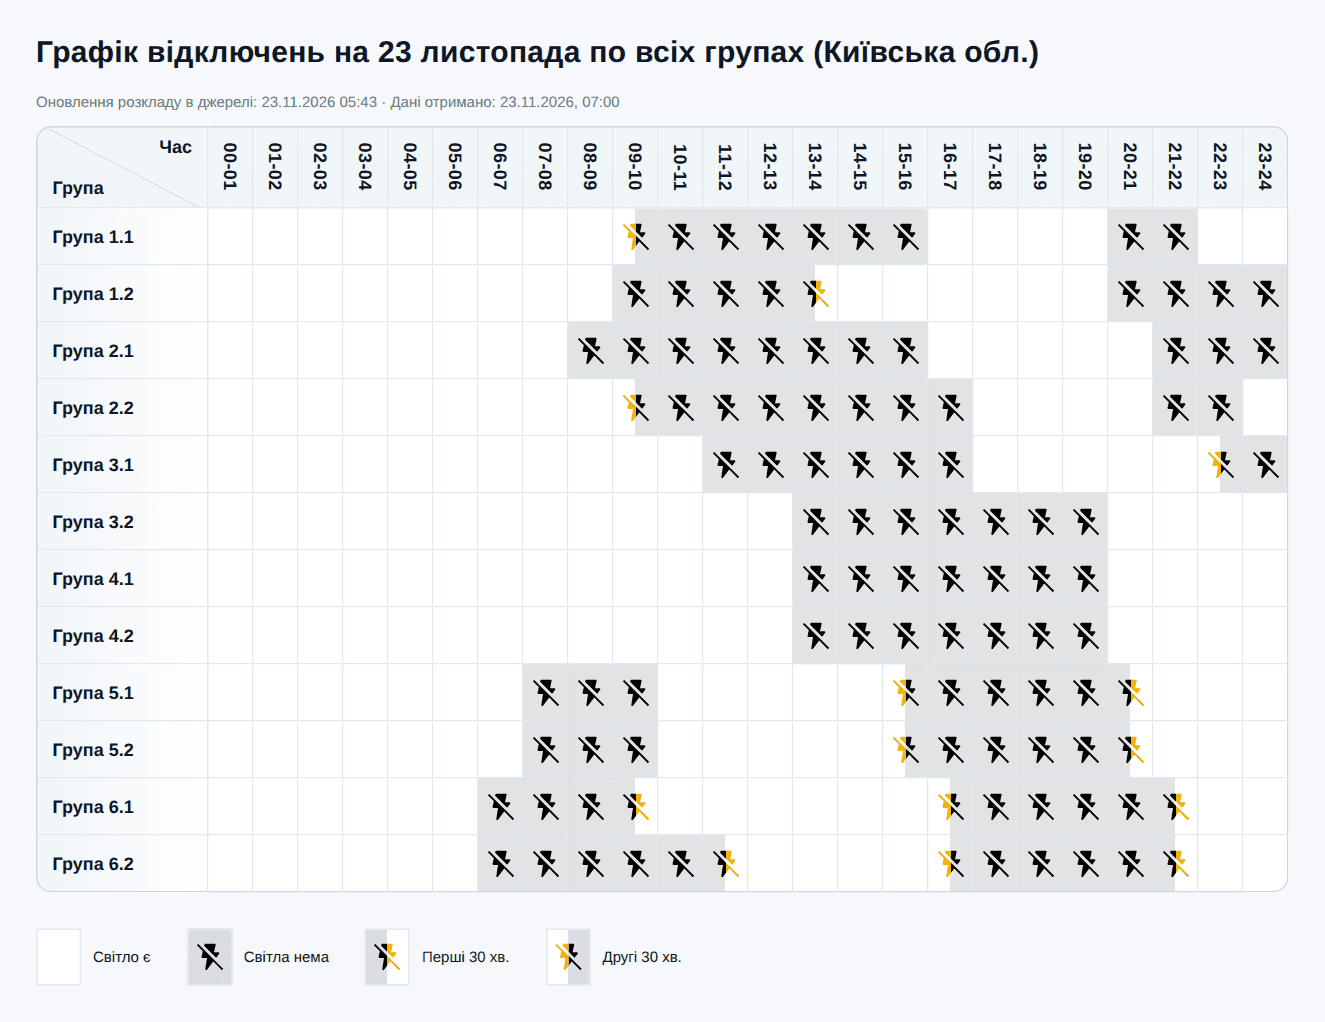 Графік відключень на 23 листопада по всіх групах (Київська обл.)
Оновлення розкладу в джерелі: 23.11.2026 05:43 · Дані отримано: 23.11.2026, 07:00
Час
Група
00-01 01-02 02-03 03-04 04-05 05-06 06-07 07-08 08-09 09-10 10-11 11-12 12-13 13-14 14-15 15-16 16-17 17-18 18-19 19-20 20-21 21-22 22-23 23-24
Група 1.1
Група 1.2
Група 2.1
Група 2.2
Група 3.1
Група 3.2
Група 4.1
Група 4.2
Група 5.1
Група 5.2
Група 6.1
Група 6.2
Світло є Світла нема Перші 30 хв. Другі 30 хв.